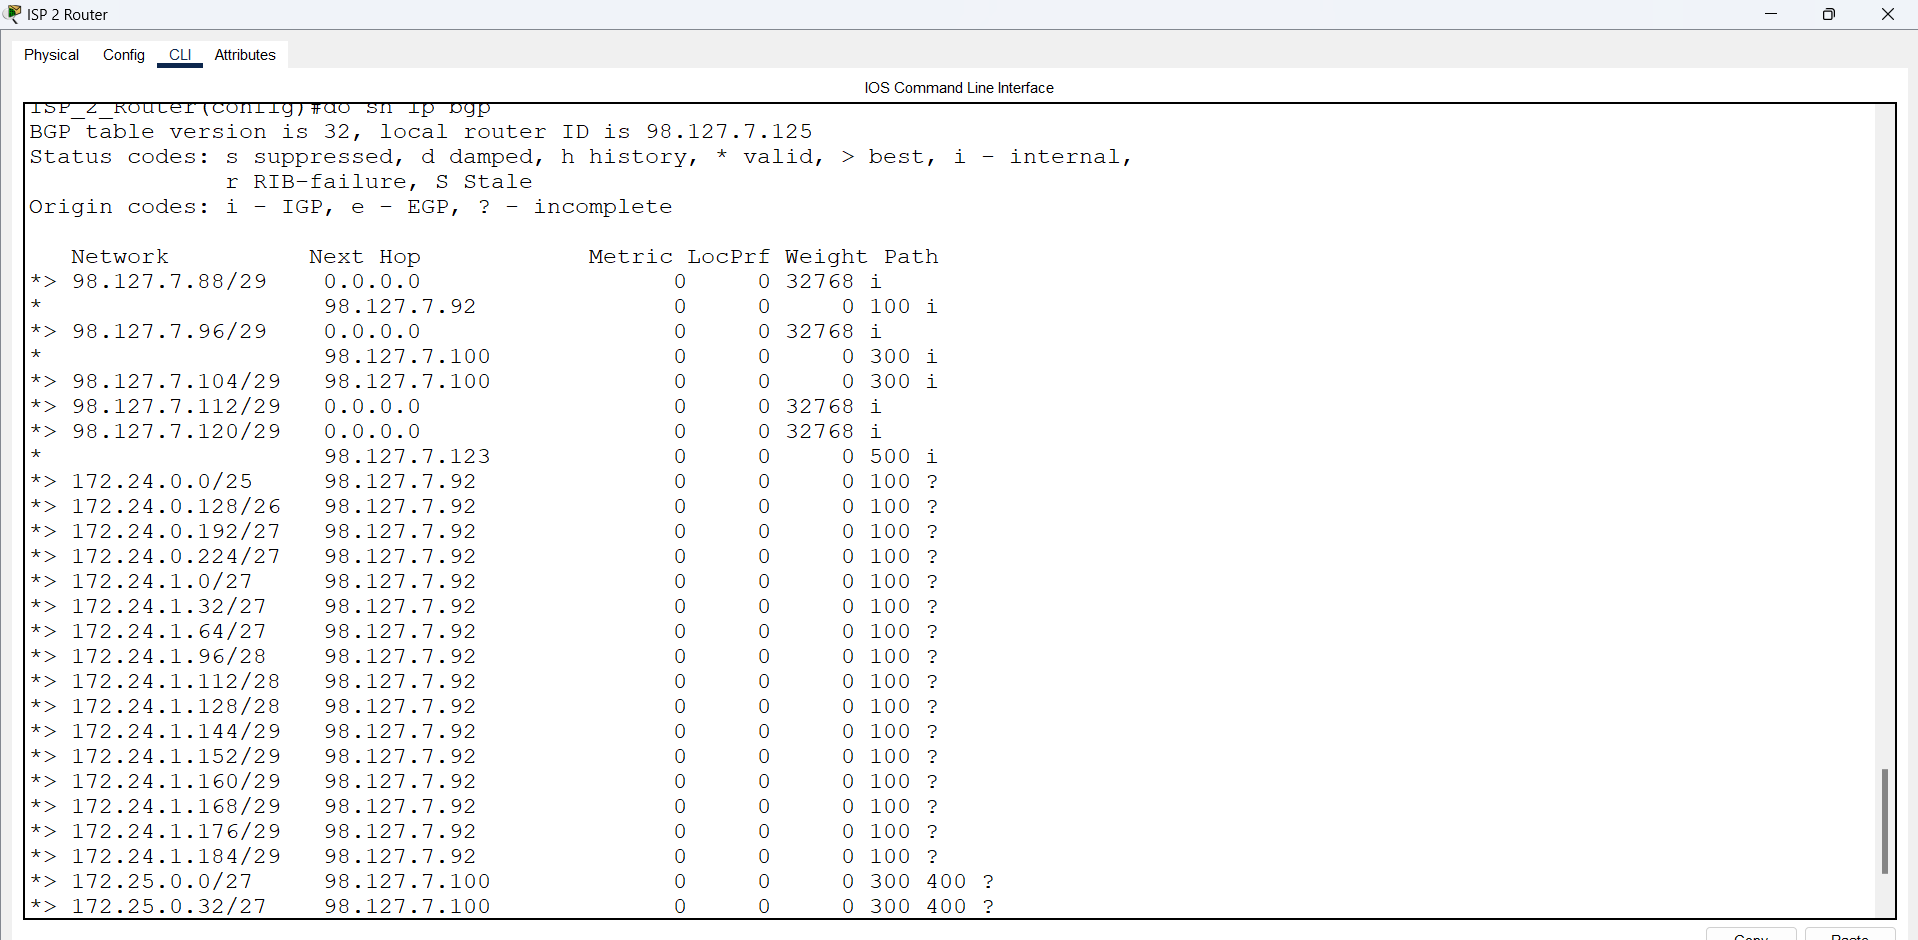 ISP 2 Router
Physical Config CLI Attributes
IOS Command Line Interface
ISP_2_Router(config)#do sh ip bgp
BGP table version is 32, local router ID is 98.127.7.125
Status codes: s suppressed, d damped, h history, * valid, > best, i - internal,
r RIB-failure, S Stale
Origin codes: i - IGP, e - EGP, ? - incomplete
Network Next Hop Metric LocPrf Weight Path
*> 98.127.7.88/29 0.0.0.0 0 0 32768 i
* 98.127.7.92 0 0 0 100 i
*> 98.127.7.96/29 0.0.0.0 0 0 32768 i
* 98.127.7.100 0 0 0 300 i
*> 98.127.7.104/29 98.127.7.100 0 0 0 300 i
*> 98.127.7.112/29 0.0.0.0 0 0 32768 i
*> 98.127.7.120/29 0.0.0.0 0 0 32768 i
* 98.127.7.123 0 0 0 500 i
*> 172.24.0.0/25 98.127.7.92 0 0 0 100 ?
*> 172.24.0.128/26 98.127.7.92 0 0 0 100 ?
*> 172.24.0.192/27 98.127.7.92 0 0 0 100 ?
*> 172.24.0.224/27 98.127.7.92 0 0 0 100 ?
*> 172.24.1.0/27 98.127.7.92 0 0 0 100 ?
*> 172.24.1.32/27 98.127.7.92 0 0 0 100 ?
*> 172.24.1.64/27 98.127.7.92 0 0 0 100 ?
*> 172.24.1.96/28 98.127.7.92 0 0 0 100 ?
*> 172.24.1.112/28 98.127.7.92 0 0 0 100 ?
*> 172.24.1.128/28 98.127.7.92 0 0 0 100 ?
*> 172.24.1.144/29 98.127.7.92 0 0 0 100 ?
*> 172.24.1.152/29 98.127.7.92 0 0 0 100 ?
*> 172.24.1.160/29 98.127.7.92 0 0 0 100 ?
*> 172.24.1.168/29 98.127.7.92 0 0 0 100 ?
*> 172.24.1.176/29 98.127.7.92 0 0 0 100 ?
*> 172.24.1.184/29 98.127.7.92 0 0 0 100 ?
*> 172.25.0.0/27 98.127.7.100 0 0 0 300 400 ?
*> 172.25.0.32/27 98.127.7.100 0 0 0 300 400 ?
Copy Paste